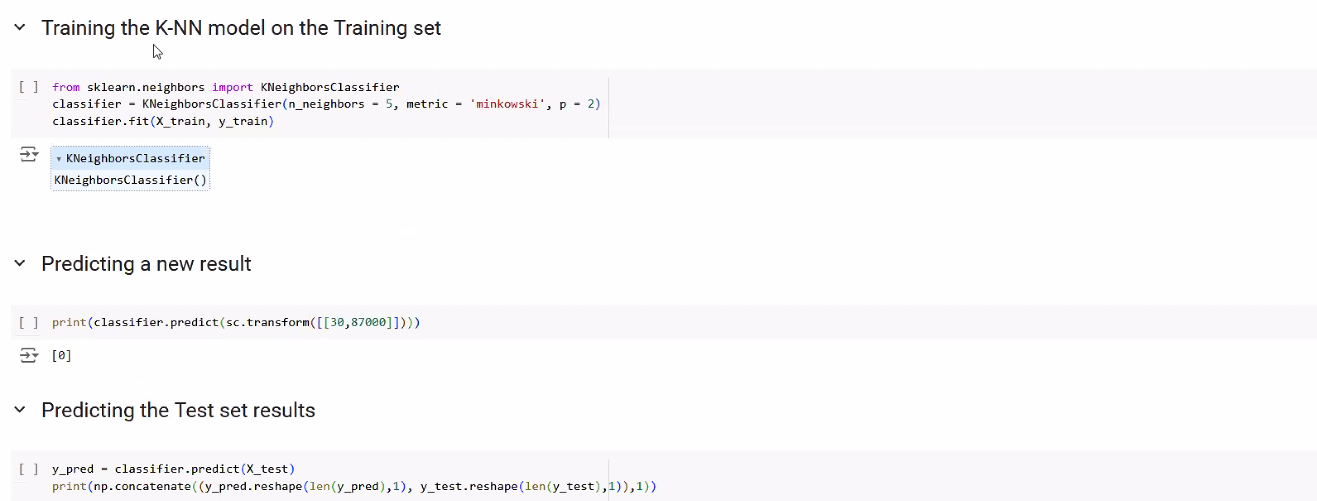 Training the K-NN model on the Training set
[ ] from sklearn.neighbors import KNeighborsClassifier
classifier = KNeighborsClassifier(n_neighbors = 5, metric = 'minkowski', p = 2)
classifier.fit(X_train, y_train)
KNeighborsClassifier
KNeighborsClassifier()
Predicting a new result
[ ] print(classifier.predict(sc.transform([[30,87000]])))
[0]
Predicting the Test set results
[ ] y_pred = classifier.predict(X_test)
print(np.concatenate((y_pred.reshape(len(y_pred),1), y_test.reshape(len(y_test),1)),1))